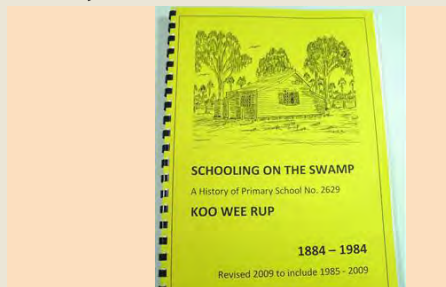 SCHOOLING ON THE SWAMP
A History of Primary School No. 2629
KOO WEE RUP
1884 – 1984
Revised 2009 to include 1985 - 2009